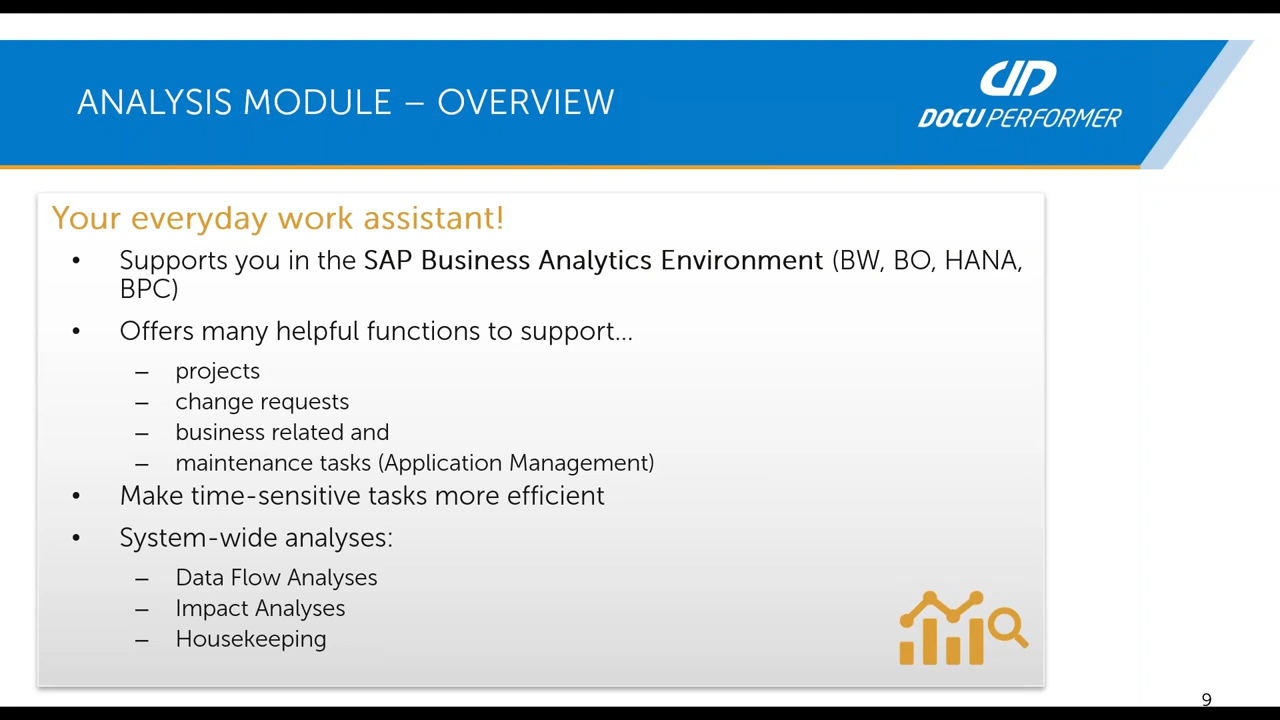 ANALYSIS MODULE – OVERVIEW
DOCU PERFORMER
Your everyday work assistant!
• Supports you in the SAP Business Analytics Environment (BW, BO, HANA,
BPC)
• Offers many helpful functions to support...
– projects
– change requests
– business related and
– maintenance tasks (Application Management)
• Make time-sensitive tasks more efficient
• System-wide analyses:
– Data Flow Analyses
– Impact Analyses
– Housekeeping
9